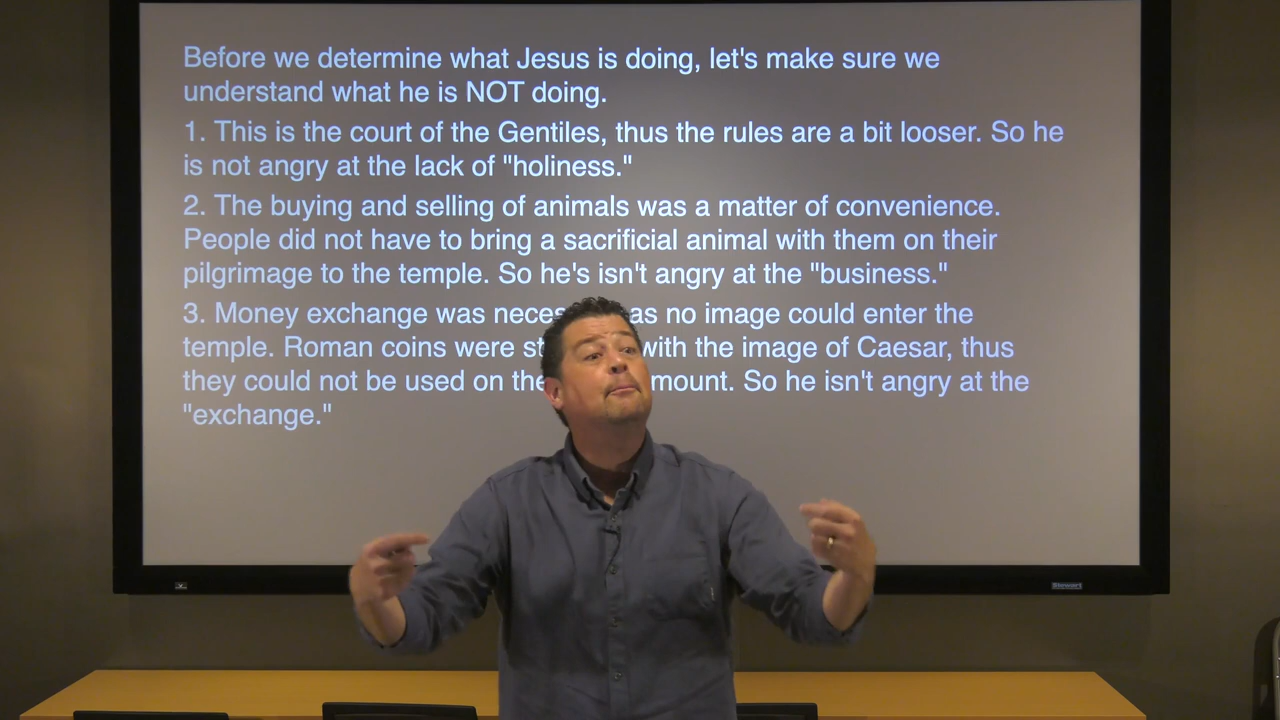 Before we determine what Jesus is doing, let's make sure we
understand what he is NOT doing.
1. This is the court of the Gentiles, thus the rules are a bit looser. So he
is not angry at the lack of "holiness."
2. The buying and selling of animals was a matter of convenience.
People did not have to bring a sacrificial animal with them on their
pilgrimage to the temple. So he's isn't angry at the "business."
3. Money exchange was as no image could enter the
temple. Roman coins were with the image of Caesar, thus
they could not be used on the mount. So he isn't angry at the
"exchange."
Stewart